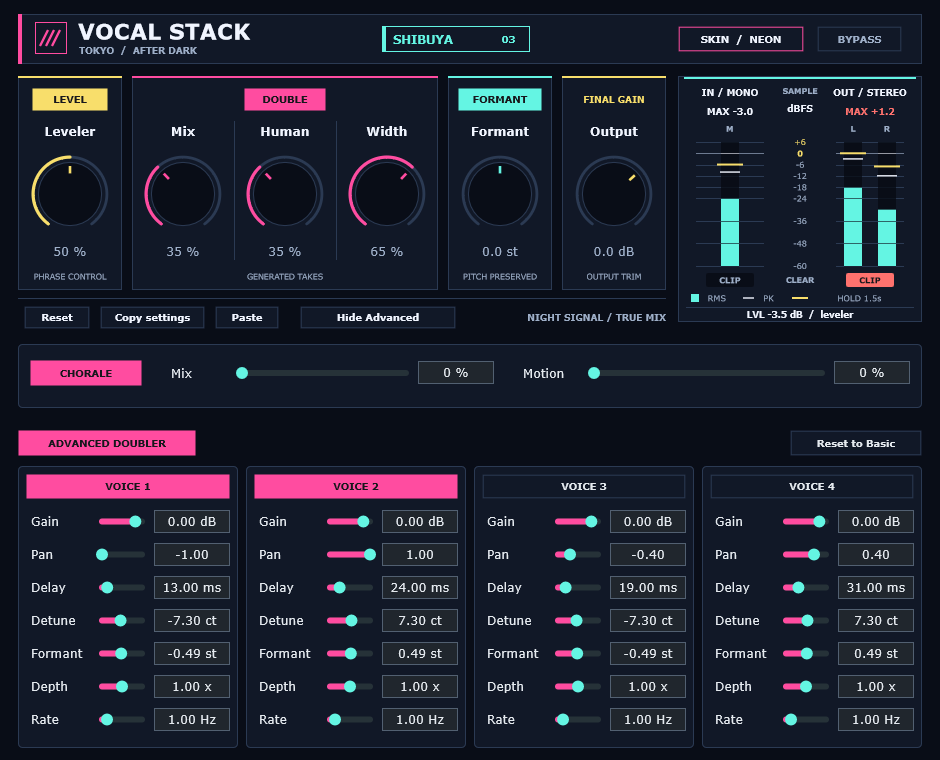 VOCAL STACK
TOKYO / AFTER DARK
SHIBUYA 03
SKIN / NEON
BYPASS
LEVEL
Leveler
50 %
PHRASE CONTROL
DOUBLE
Mix Human Width
35 % 35 % 65 %
GENERATED TAKES
FORMANT
Formant
0.0 st
PITCH PRESERVED
FINAL GAIN
Output
0.0 dB
OUTPUT TRIM
IN / MONO SAMPLE OUT / STEREO
MAX -3.0 dBFS MAX +1.2
M L R
+6
0
-6
-12
-18
-24
-36
-48
-60
CLIP CLEAR CLIP
RMS PK HOLD 1.5s
LVL -3.5 dB / leveler
Reset Copy settings Paste Hide Advanced NIGHT SIGNAL / TRUE MIX
CHORALE Mix 0 % Motion 0 %
ADVANCED DOUBLER Reset to Basic
VOICE 1
Gain 0.00 dB
Pan -1.00
Delay 13.00 ms
Detune -7.30 ct
Formant -0.49 st
Depth 1.00 x
Rate 1.00 Hz
VOICE 2
Gain 0.00 dB
Pan 1.00
Delay 24.00 ms
Detune 7.30 ct
Formant 0.49 st
Depth 1.00 x
Rate 1.00 Hz
VOICE 3
Gain 0.00 dB
Pan -0.40
Delay 19.00 ms
Detune -7.30 ct
Formant -0.49 st
Depth 1.00 x
Rate 1.00 Hz
VOICE 4
Gain 0.00 dB
Pan 0.40
Delay 31.00 ms
Detune 7.30 ct
Formant 0.49 st
Depth 1.00 x
Rate 1.00 Hz